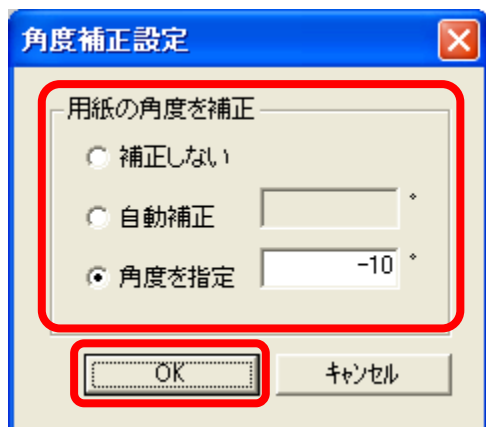 角度補正設定
用紙の角度を補正
補正しない
自動補正 °
角度を指定 -10 °
OK キャンセル